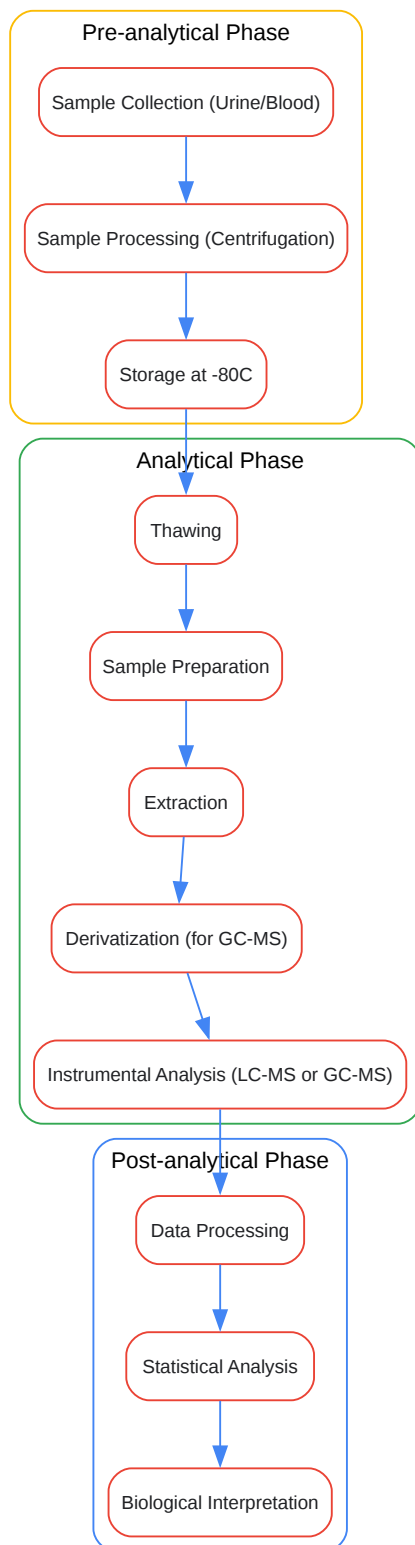 Pre-analytical Phase
Sample Collection (Urine/Blood)
Sample Processing (Centrifugation)
Storage at -80C
Analytical Phase
Thawing
Sample Preparation
Extraction
Derivatization (for GC-MS)
Instrumental Analysis (LC-MS or GC-MS)
Post-analytical Phase
Data Processing
Statistical Analysis
Biological Interpretation